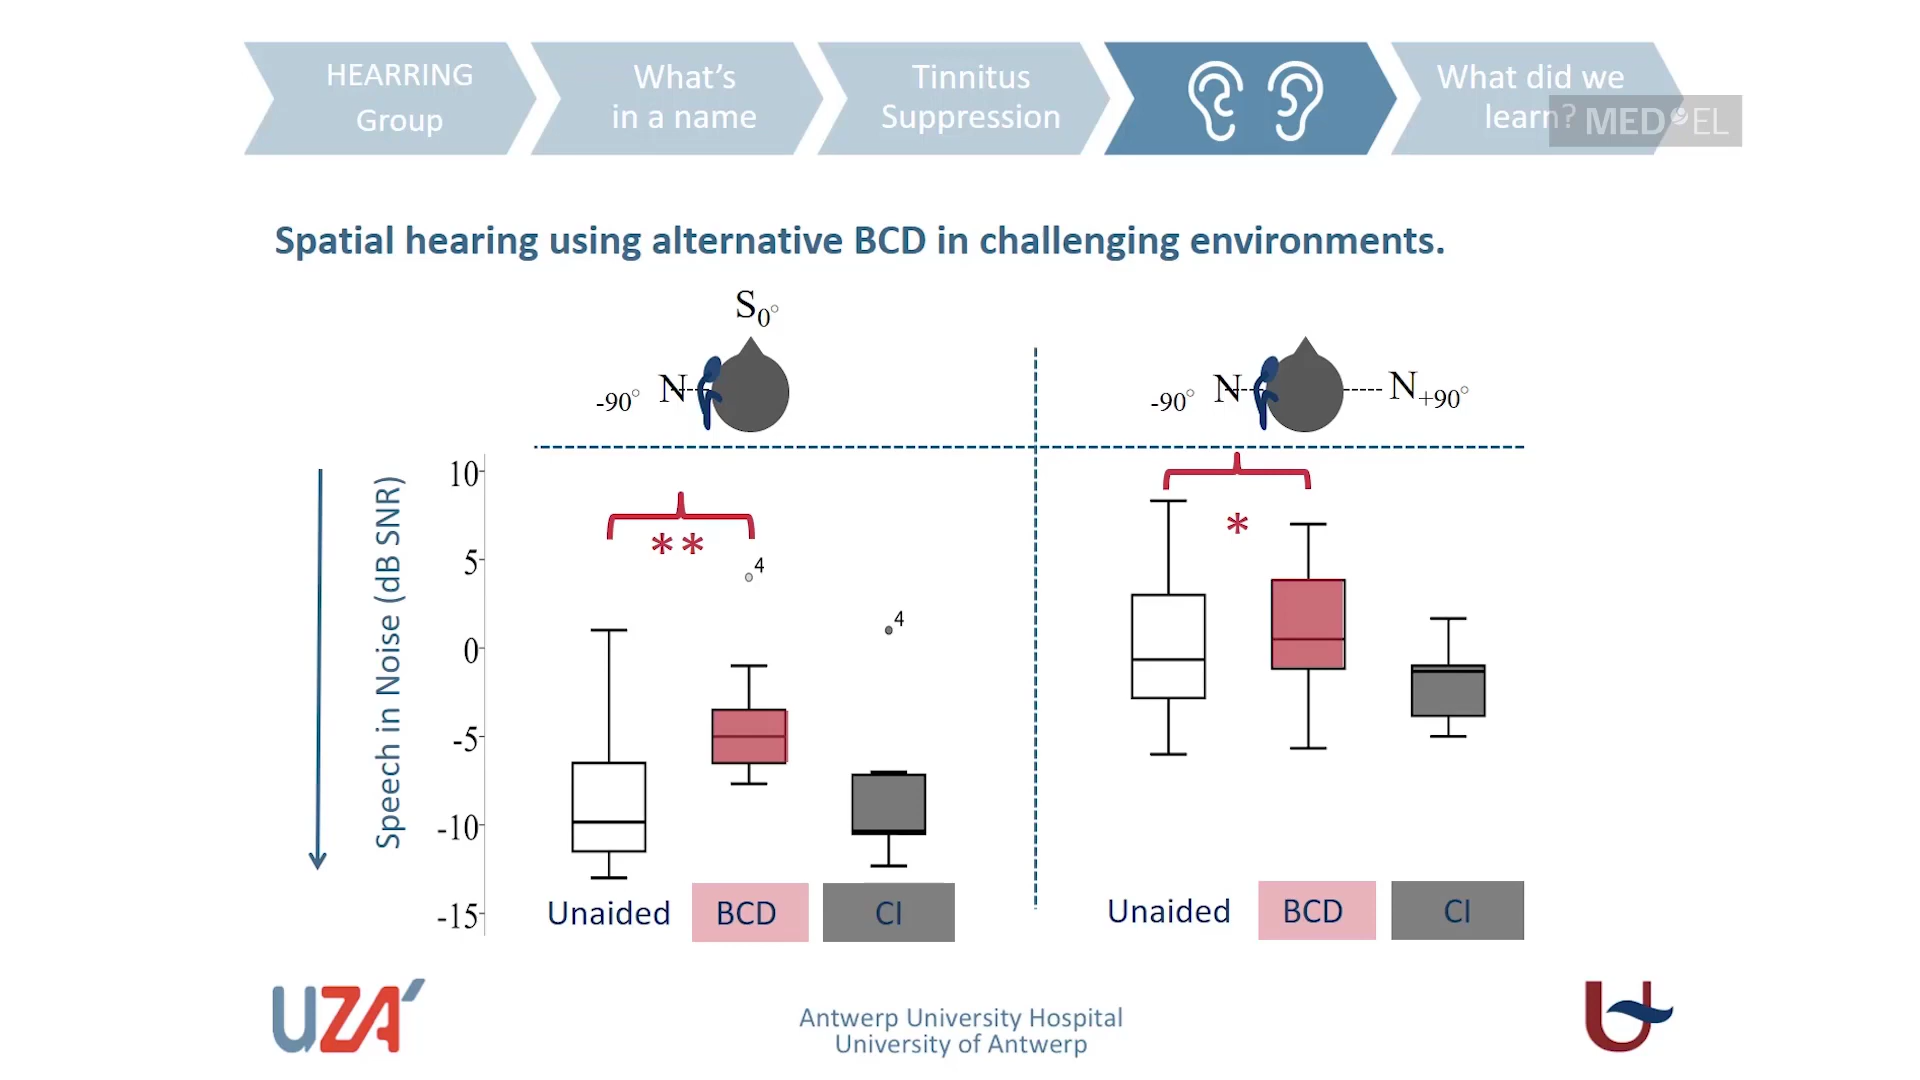 HEARRING
Group
What's
in a name
Tinnitus
Suppression
What did we
learn?
MED EL
Spatial hearing using alternative BCD in challenging environments.
S0°
-90° N
-90° N
N+90°
Speech in Noise (dB SNR)
10
5
0
-5
-10
-15
**
4
4
*
Unaided
BCD
CI
Unaided
BCD
CI
UZA
Antwerp University Hospital
University of Antwerp